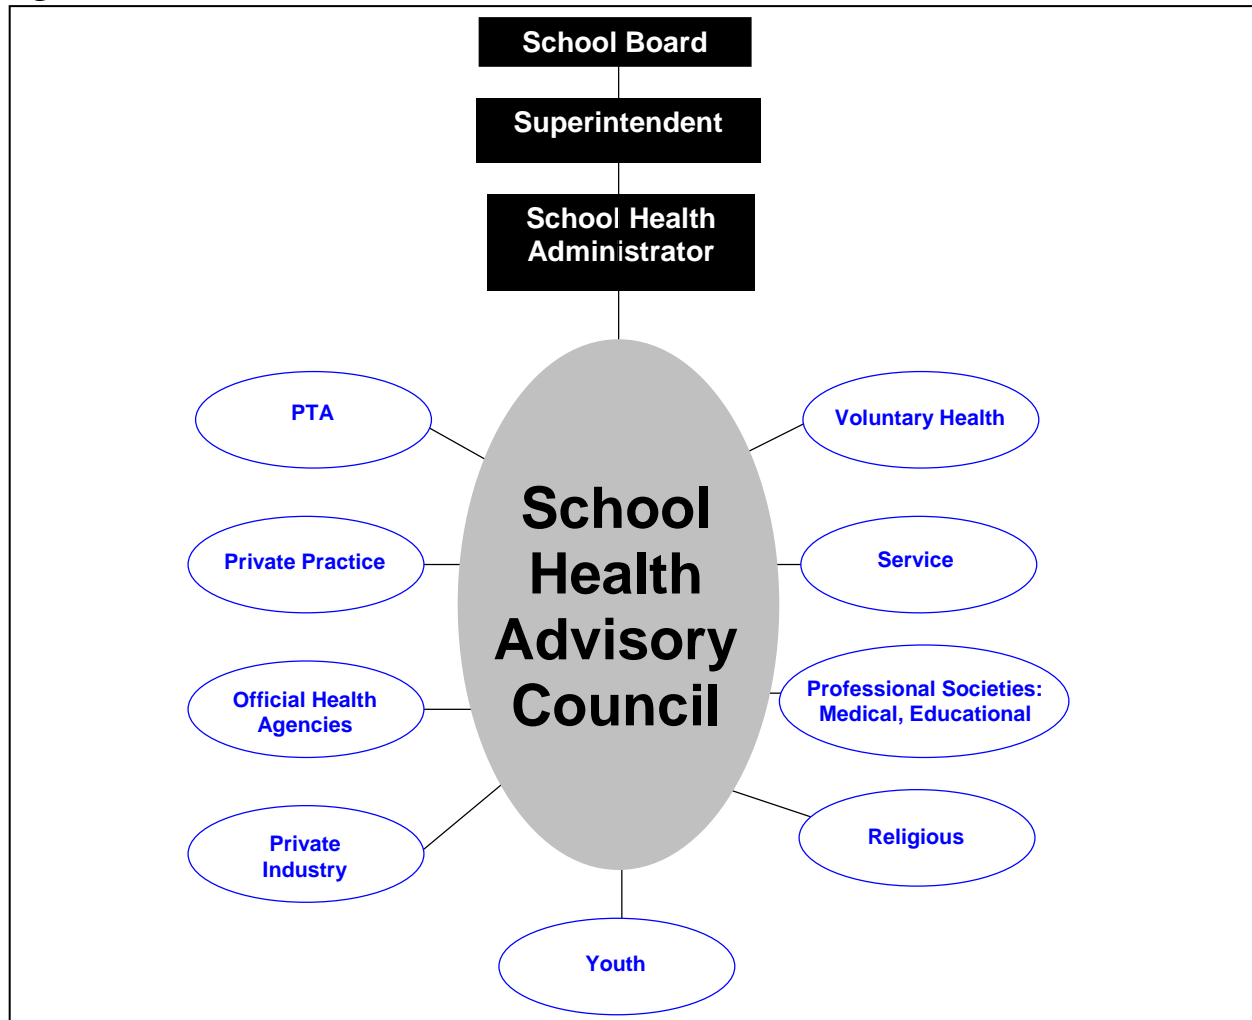 School Board
Superintendent
School Health
Administrator
PTA
Voluntary Health
School
Health
Advisory
Council
Private Practice
Service
Official Health
Agencies
Professional Societies:
Medical, Educational
Private
Industry
Religious
Youth